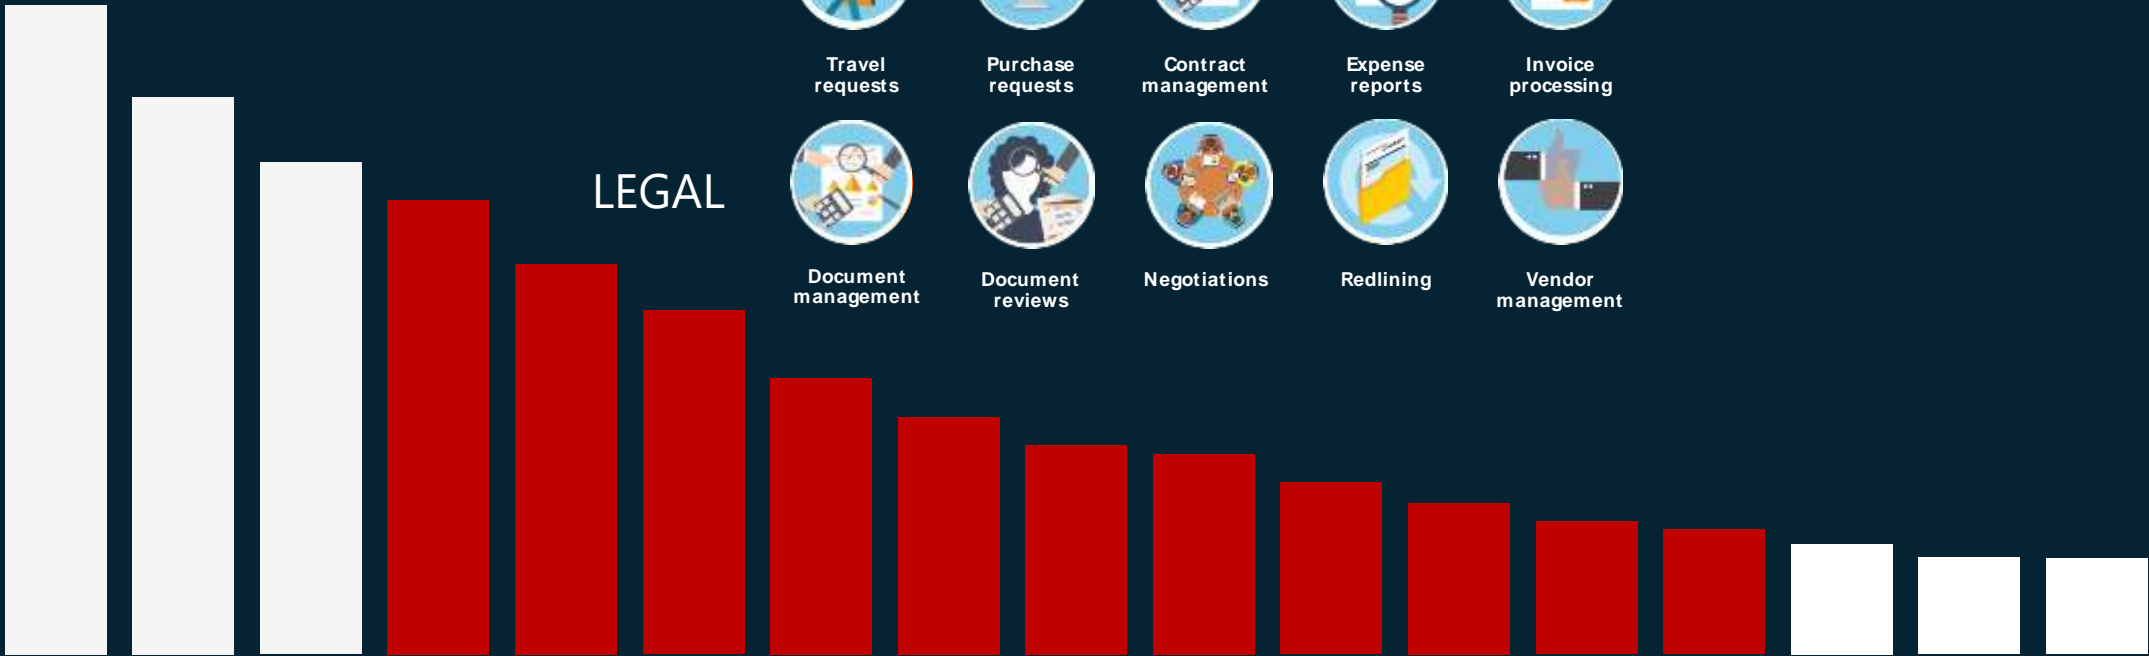 Travel
requests
Purchase
requests
Contract
management
Expense
reports
Invoice
processing
LEGAL
Document
management
Document
reviews
Negotiations
Redlining
Vendor
management